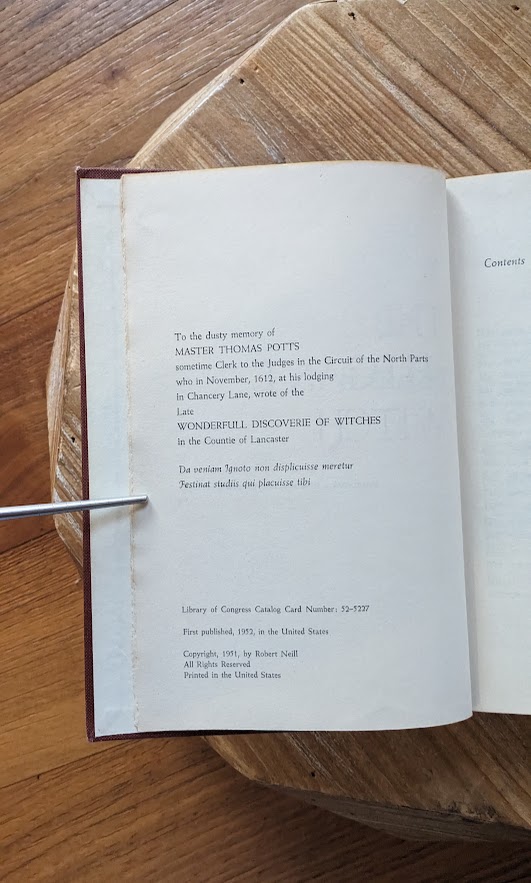 To the dusty memory of
MASTER THOMAS POTTS
sometime Clerk to the Judges in the Circuit of the North Parts
who in November, 1612, at his lodging
in Chancery Lane, wrote of the
Late
WONDERFULL DISCOVERIE OF WITCHES
in the Countie of Lancaster
Da veniam Ignoto non displicuisse meretur
Festinat studiis qui placuisse tibi
Library of Congress Catalog Card Number: 52-5227
First published, 1952, in the United States
Copyright, 1951, by Robert Neill
All Rights Reserved
Printed in the United States
Contents